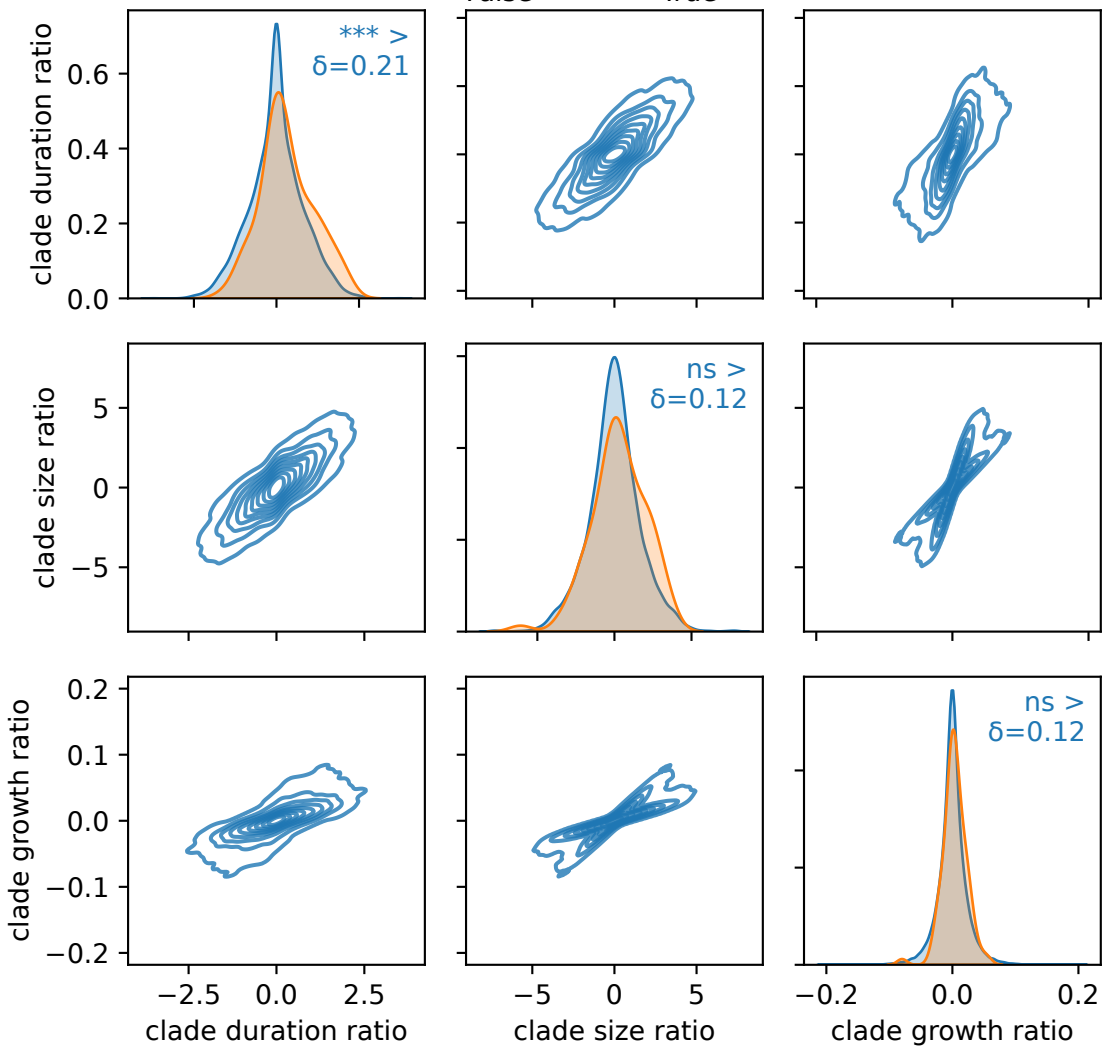 *** >
δ=0.21
clade duration ratio
0.6
0.4
0.2
0.0
ns >
δ=0.12
clade size ratio
5
0
−5
ns >
δ=0.12
clade growth ratio
0.2
0.1
0.0
−0.1
−0.2
−2.5 0.0 2.5
−5 0 5
−0.2 0.0 0.2
clade duration ratio
clade size ratio
clade growth ratio